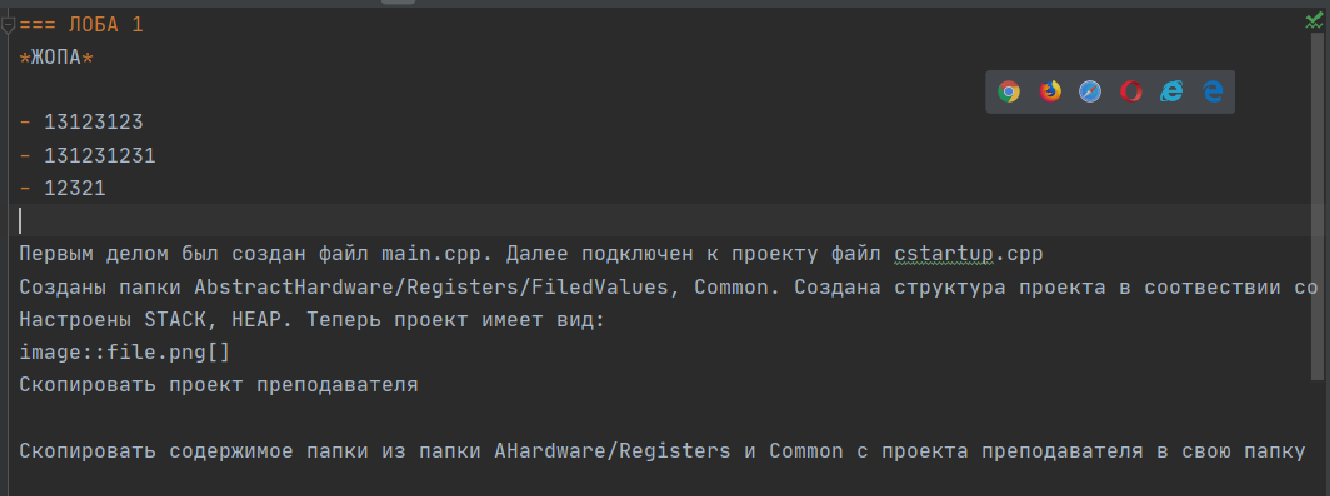 === ЛОБА 1
*ЖОПА*
- 13123123
- 131231231
- 12321
Первым делом был создан файл main.cpp. Далее подключен к проекту файл cstartup.cpp
Созданы папки AbstractHardware/Registers/FiledValues, Common. Создана структура проекта в соотвествии со
Настроены STACK, HEAP. Теперь проект имеет вид:
image::file.png[]
Скопировать проект преподавателя
Скопировать содержимое папки из папки AHardware/Registers и Common с проекта преподавателя в свою папку